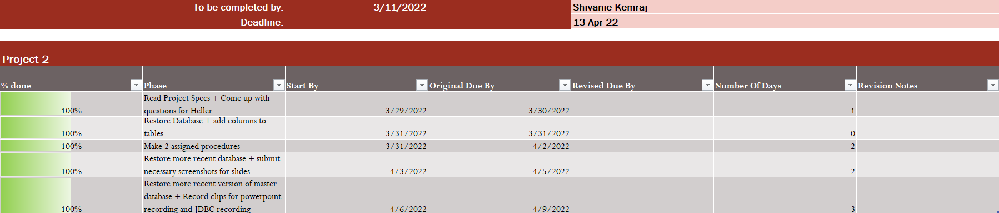 To be completed by: 3/11/2022 Shivanie Kemraj
Deadline: 13-Apr-22
Project 2
% done Phase Start By Original Due By Revised Due By Number Of Days Revision Notes
Read Project Specs + Come up with
100% questions for Heller 3/29/2022 3/30/2022 1
Restore Database + add columns to
100% tables 3/31/2022 3/31/2022 0
100% Make 2 assigned procedures 3/31/2022 4/2/2022 2
Restore more recent database + submit
100% necessary screenshots for slides 4/3/2022 4/5/2022 2
Restore more recent version of master
database + Record clips for powerpoint
100% recording and JDBC recording 4/6/2022 4/9/2022 3